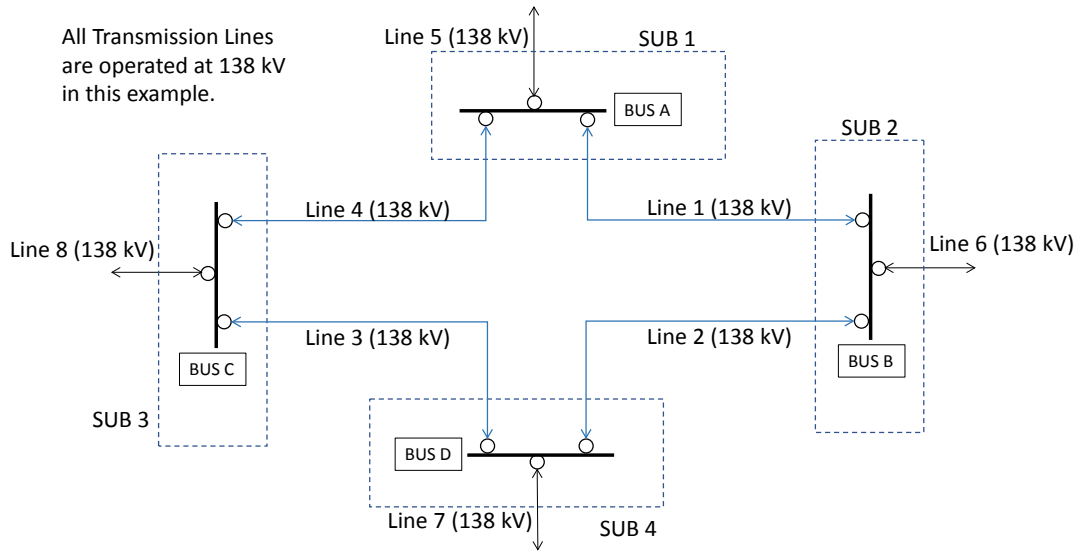 All Transmission Lines
are operated at 138 kV
in this example.
Line 5 (138 kV)
SUB 1
BUS A
SUB 2
Line 4 (138 kV)
Line 1 (138 kV)
Line 8 (138 kV)
Line 6 (138 kV)
Line 3 (138 kV)
Line 2 (138 kV)
BUS C
BUS B
SUB 3
BUS D
Line 7 (138 kV)
SUB 4